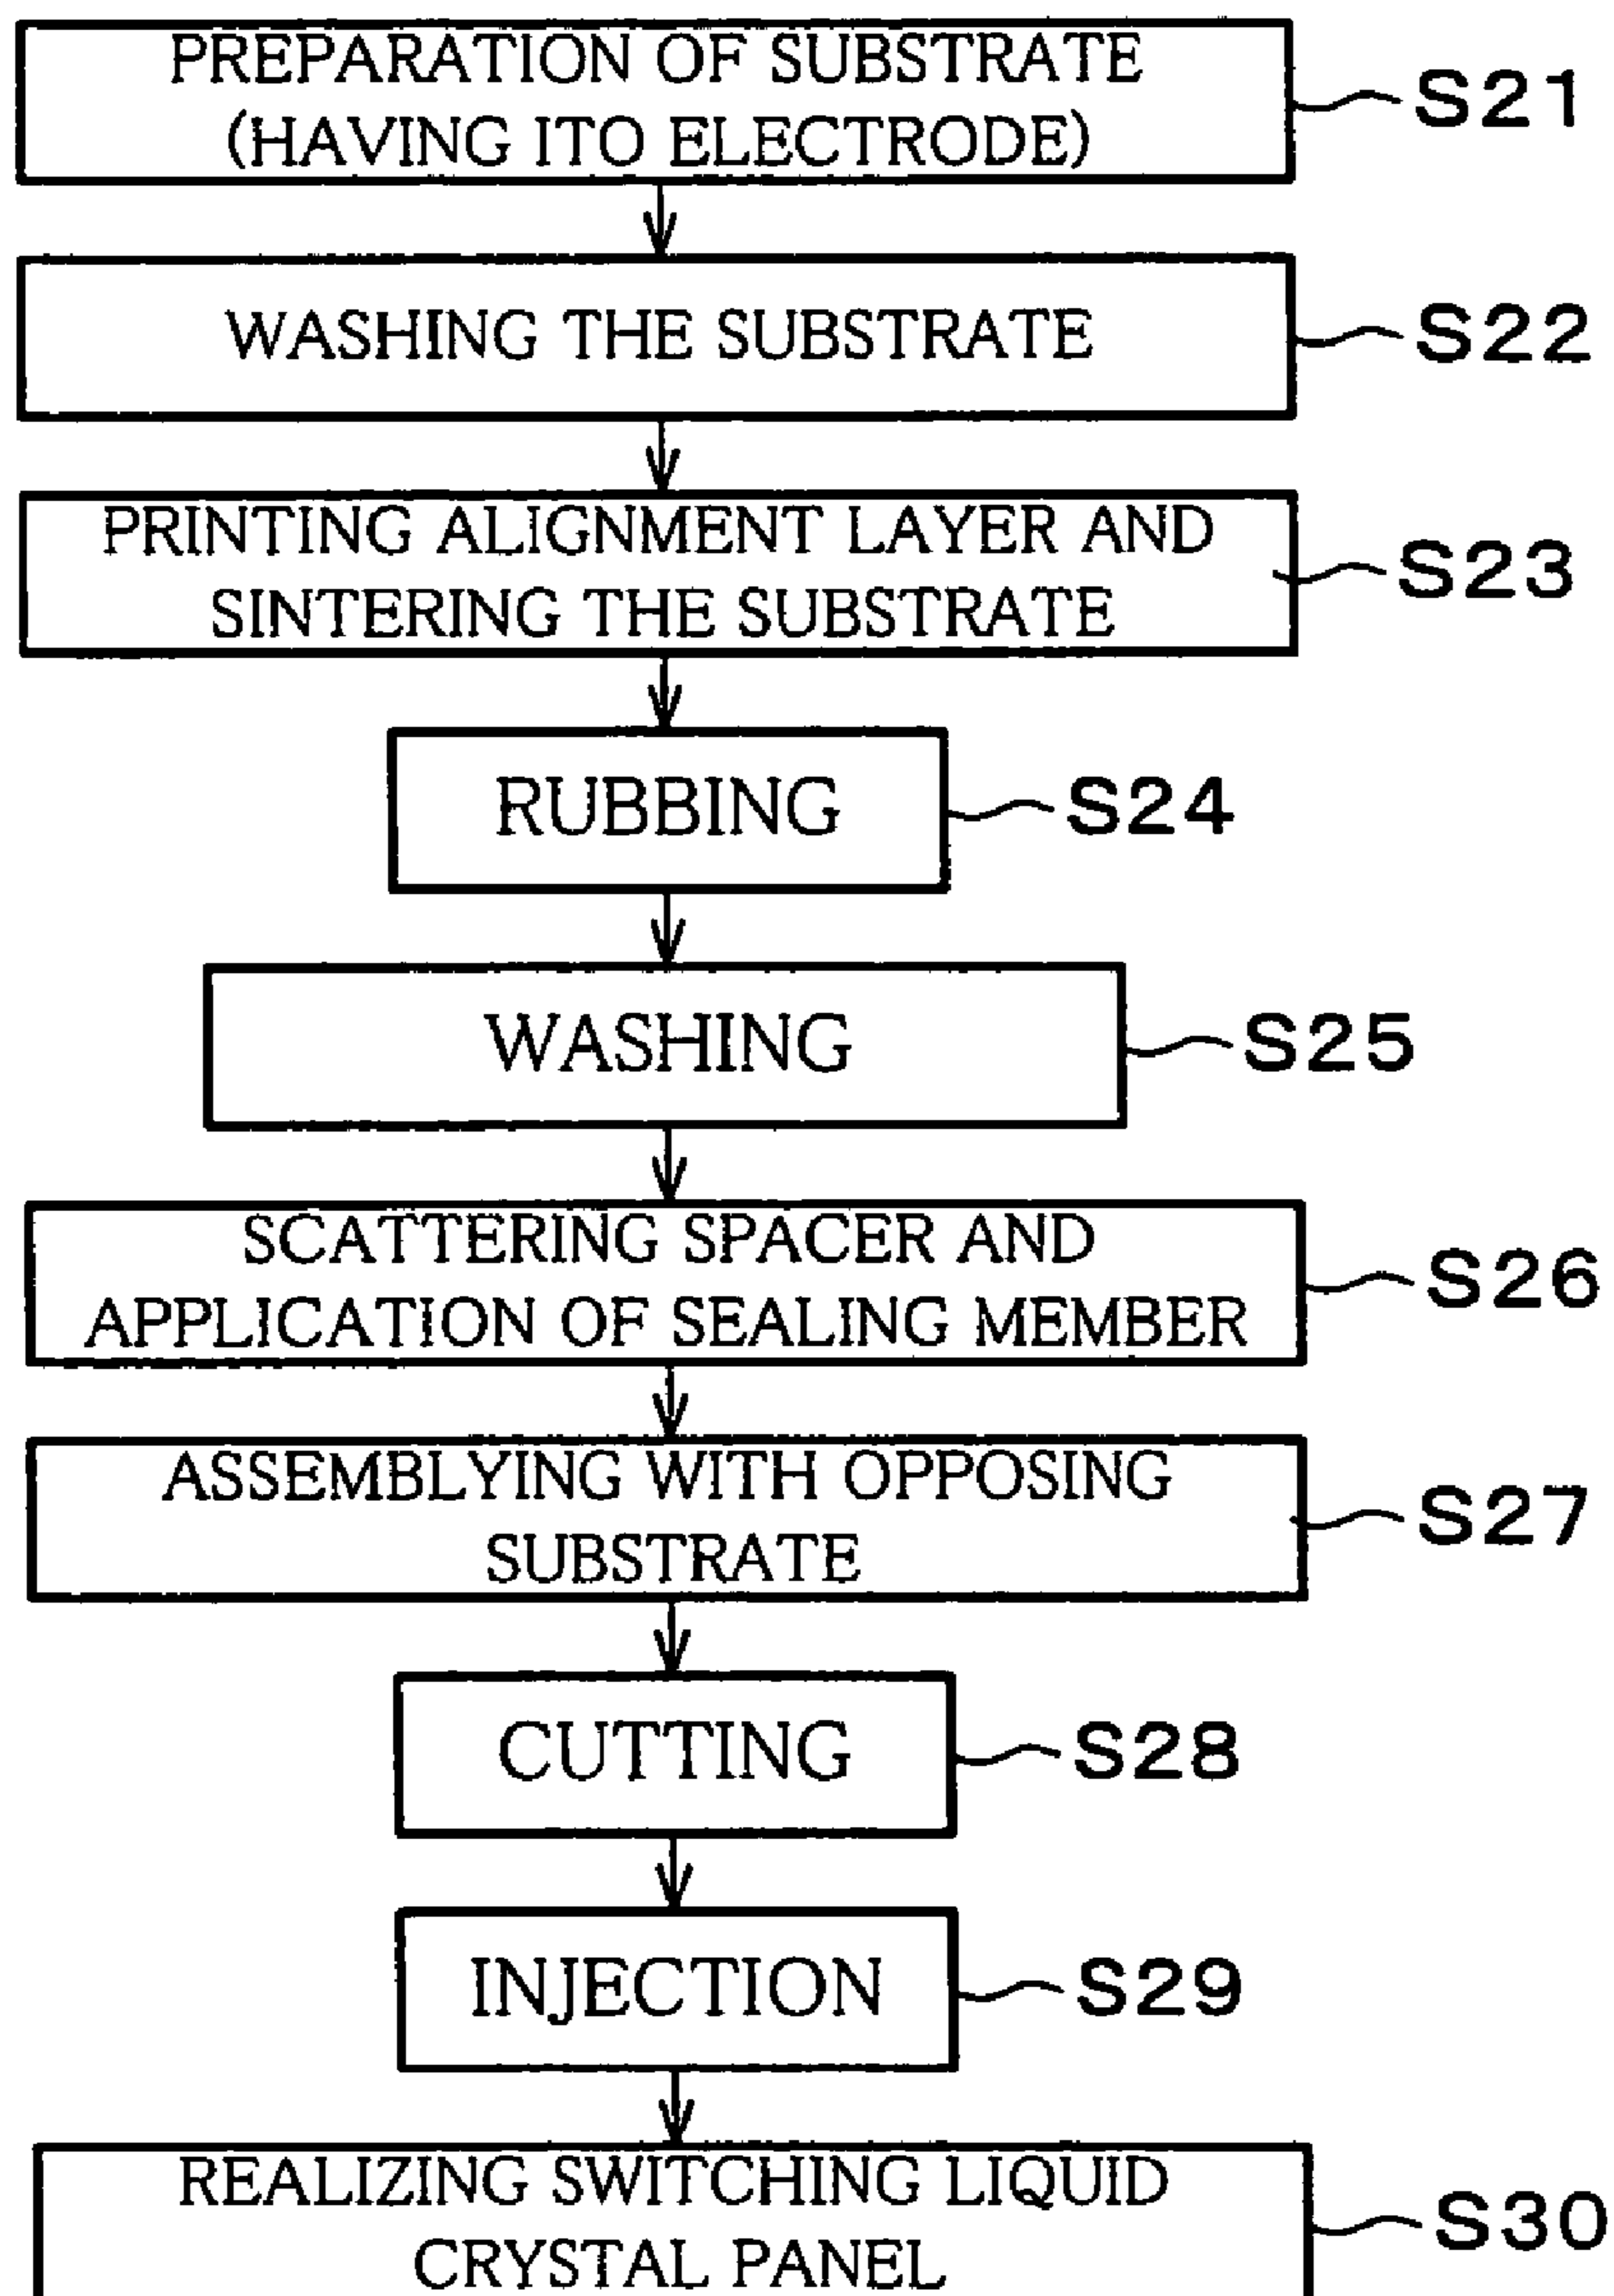 PREPARATION OF SUBSTRATE
(HAVING ITO ELECTRODE)
S21
WASHING THE SUBSTRATE
S22
PRINTING ALIGNMENT LAYER AND
SINTERING THE SUBSTRATE
S23
RUBBING
S24
WASHING
S25
SCATTERING SPACER AND
APPLICATION OF SEALING MEMBER
S26
ASSEMBLYING WITH OPPOSING
SUBSTRATE
S27
CUTTING
S28
INJECTION
S29
REALIZING SWITCHING LIQUID
CRYSTAL PANEL
S30